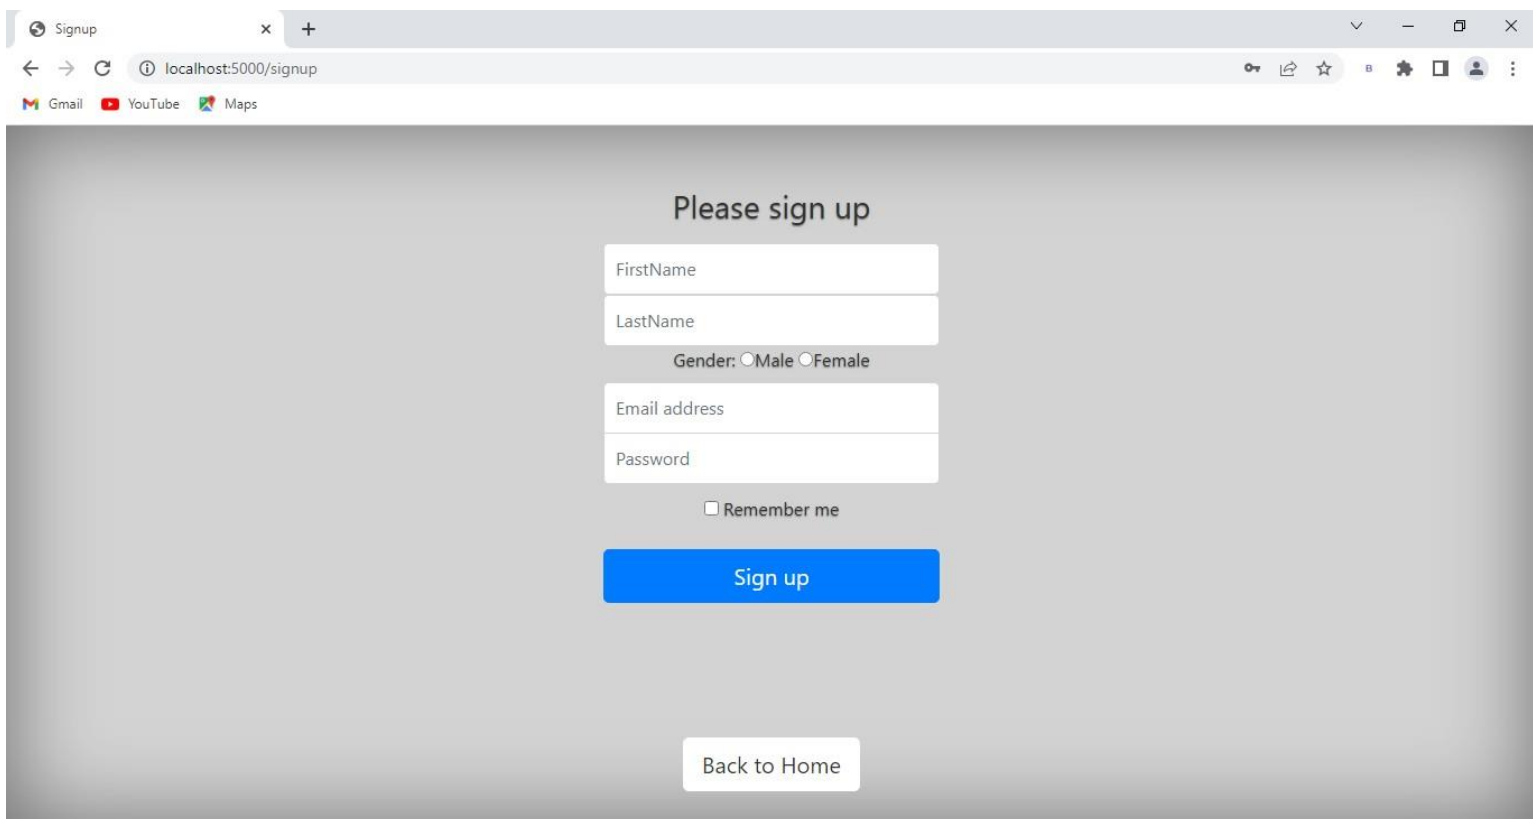 Signup
localhost:5000/signup
B
Gmail YouTube Maps
Please sign up
FirstName
LastName
Gender: Male Female
Email address
Password
Remember me
Sign up
Back to Home